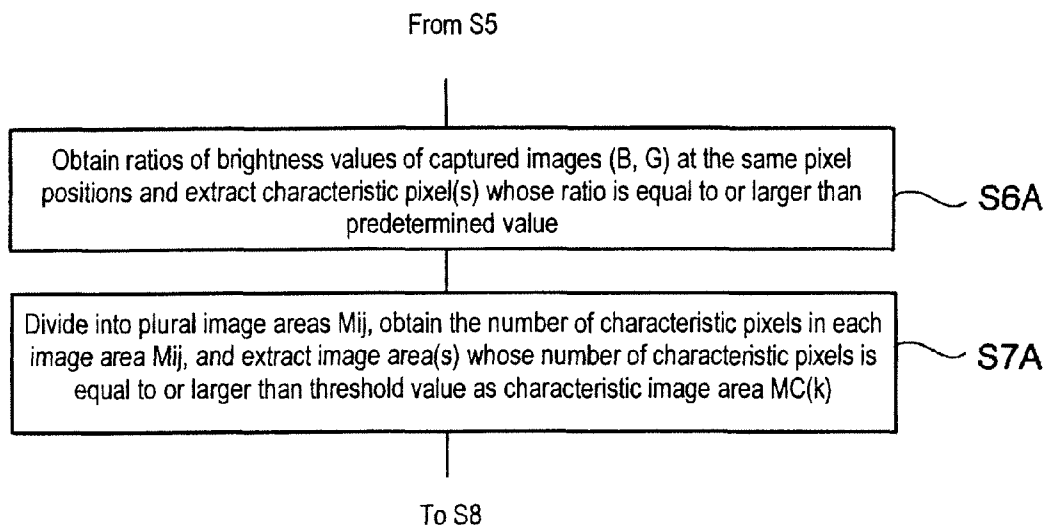 From S5
Obtain ratios of brightness values of captured images (B, G) at the same pixel
positions and extract characteristic pixel(s) whose ratio is equal to or larger than
predetermined value
S6A
Divide into plural image areas Mij, obtain the number of characteristic pixels in each
image area Mij, and extract image area(s) whose number of characteristic pixels is
equal to or larger than threshold value as characteristic image area MC(k)
S7A
To S8